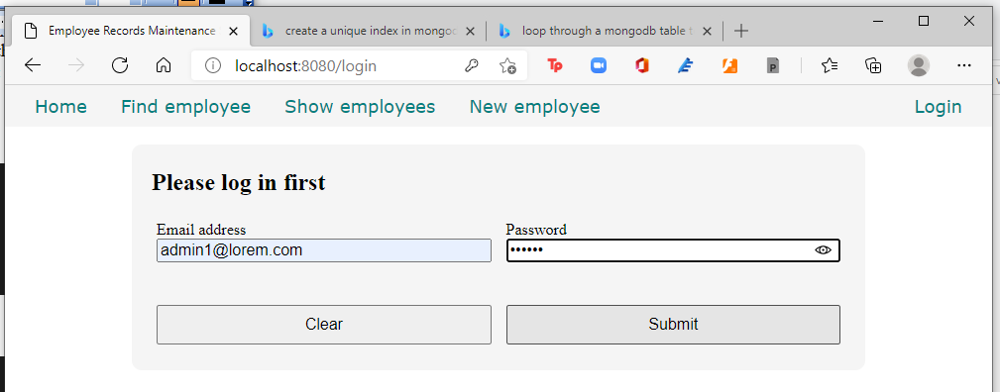 Employee Records Maintenance
create a unique index in mongo
loop through a mongodb table
localhost:8080/login
Home Find employee Show employees New employee Login
Please log in first
Email address Password
admin1@lorem.com ••••••
Clear Submit